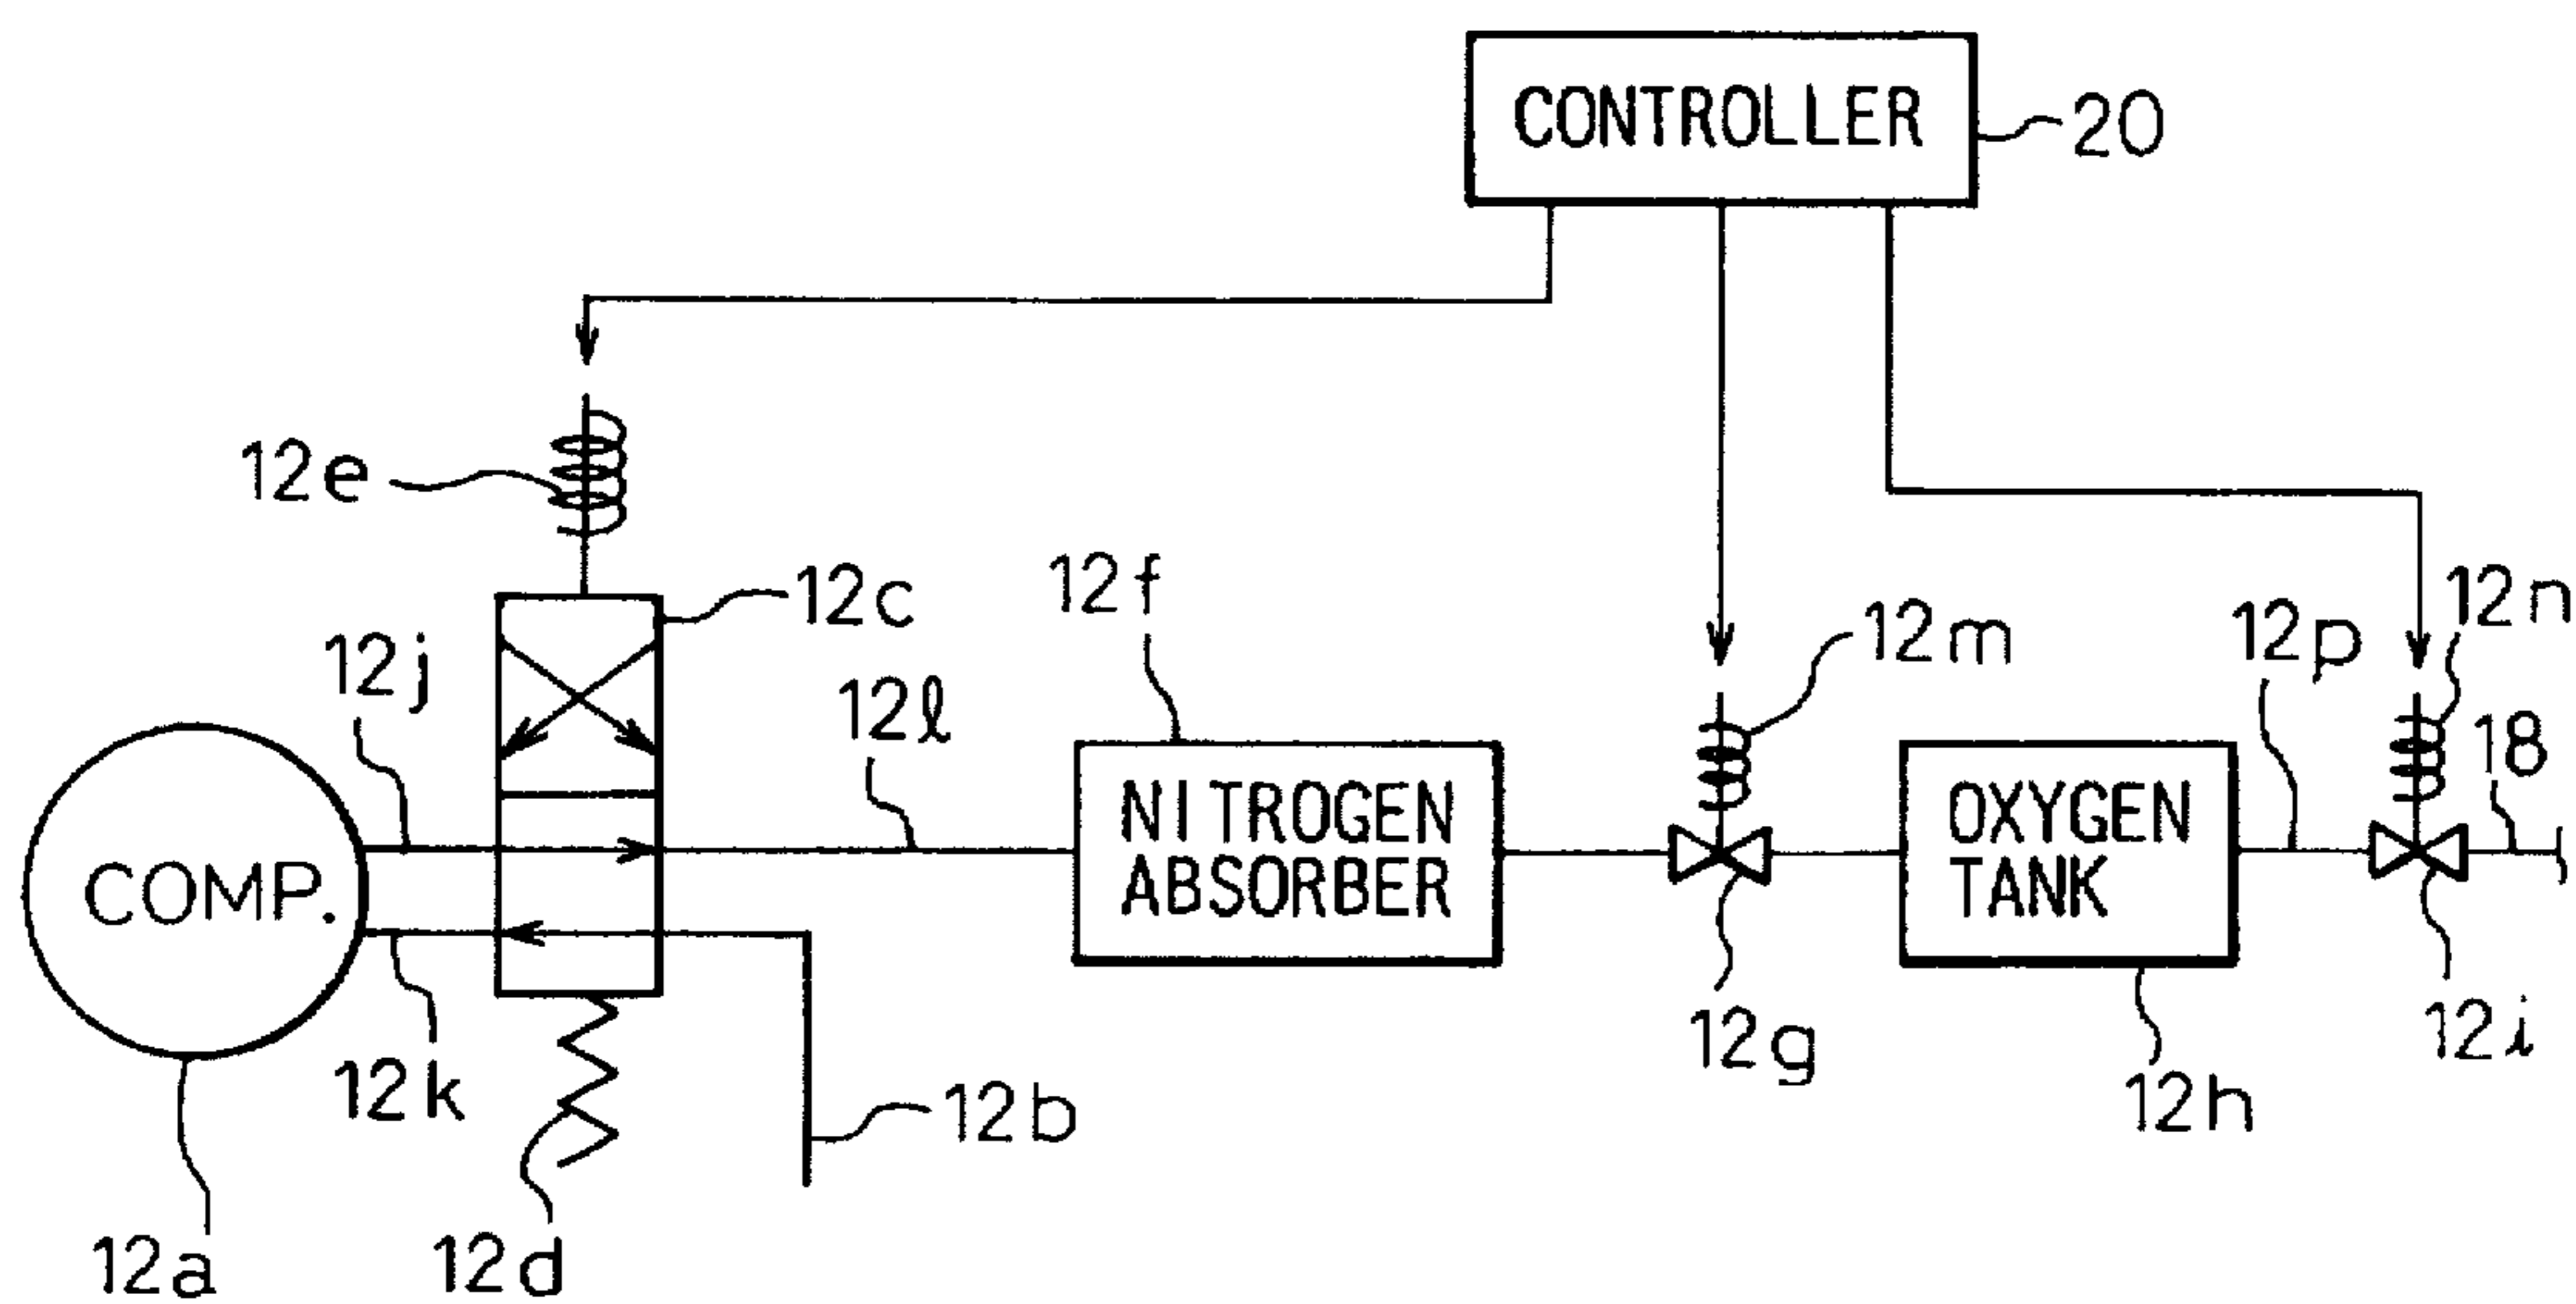 CONTROLLER
20
12e
12c
12f
12m
12n
12p
12j
12ℓ
18
NITROGEN
ABSORBER
OXYGEN
TANK
COMP.
12k
12b
12g
12h
12i
12a
12d